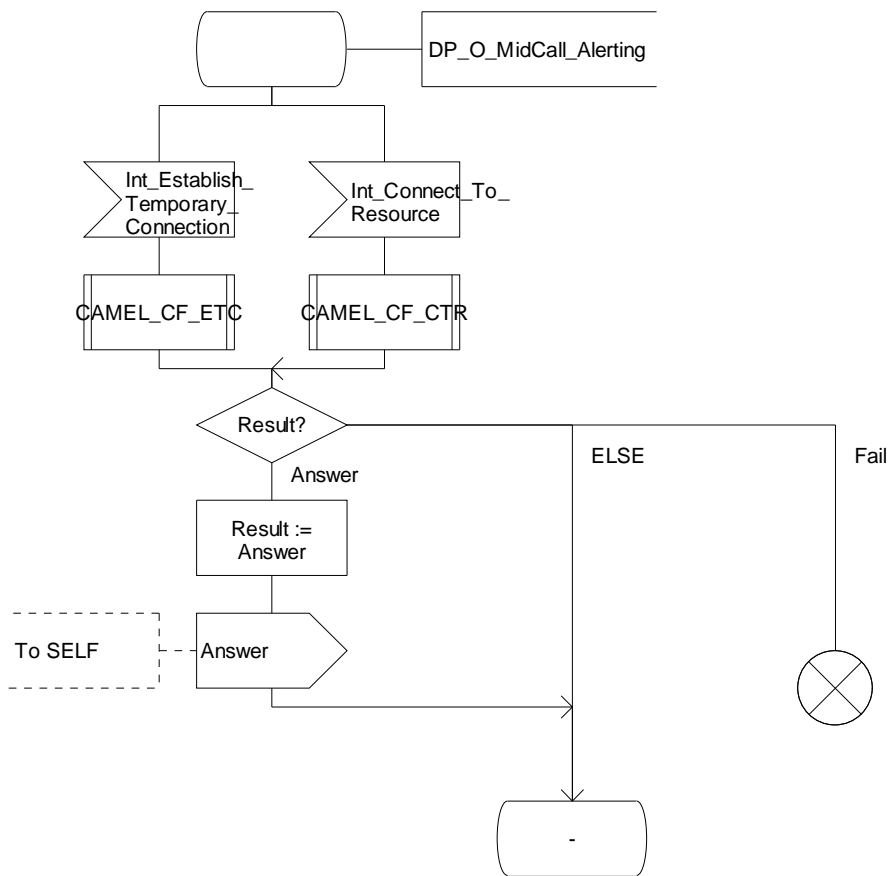 DP_O_MidCall_Alerting
Int_Establish_
Temporary_
Connection
Int_Connect_To_
Resource
CAMEL_CF_ETC
CAMEL_CF_CTR
Result?
ELSE
Fail
Answer
Result :=
Answer
To SELF
Answer
-